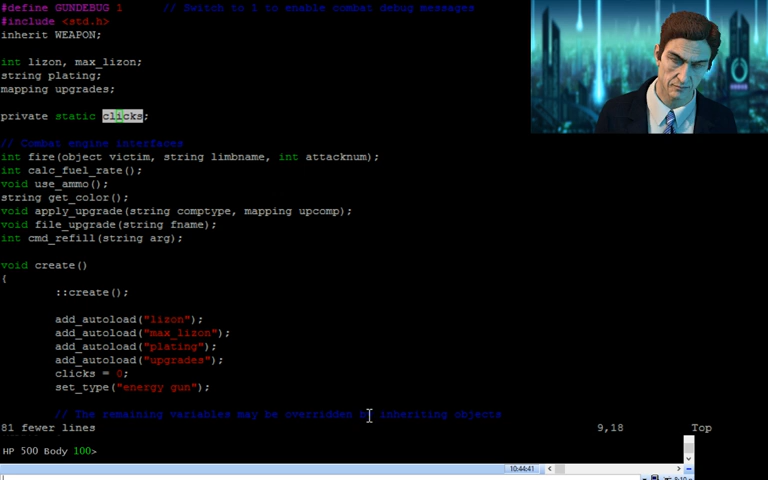 #define GUNDEBUG 1 // Switch to 1 to enable combat debug messages
#include <std.h>
inherit WEAPON;
int lizon, max_lizon;
string plating;
mapping upgrades;
private static clicks;
// Combat engine interfaces
int fire(object victim, string limbname, int attacknum);
int calc_fuel_rate();
void use_ammo();
string get_color();
void apply_upgrade(string comptype, mapping upcomp);
void file_upgrade(string fname);
int cmd_refill(string arg);
void create()
{
::create();
add_autoload("lizon");
add_autoload("max_lizon");
add_autoload("plating");
add_autoload("upgrades");
clicks = 0;
set_type("energy gun");
// The remaining variables may be overridden by inheriting objects
81 fewer lines 9,18 Top
HP 500 Body 100>
10:44:41